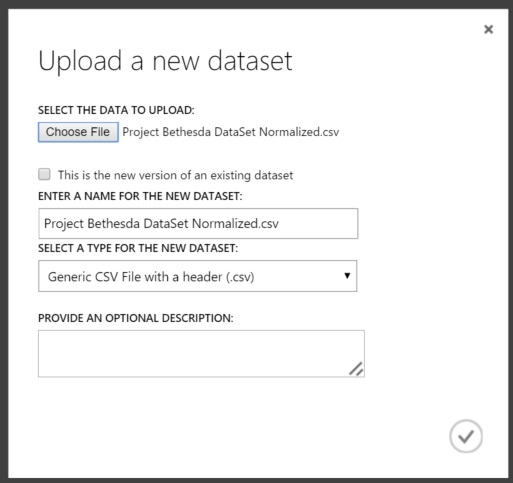 Upload a new dataset
SELECT THE DATA TO UPLOAD:
Choose File Project Bethesda DataSet Normalized.csv
This is the new version of an existing dataset
ENTER A NAME FOR THE NEW DATASET:
Project Bethesda DataSet Normalized.csv
SELECT A TYPE FOR THE NEW DATASET:
Generic CSV File with a header (.csv)
PROVIDE AN OPTIONAL DESCRIPTION: